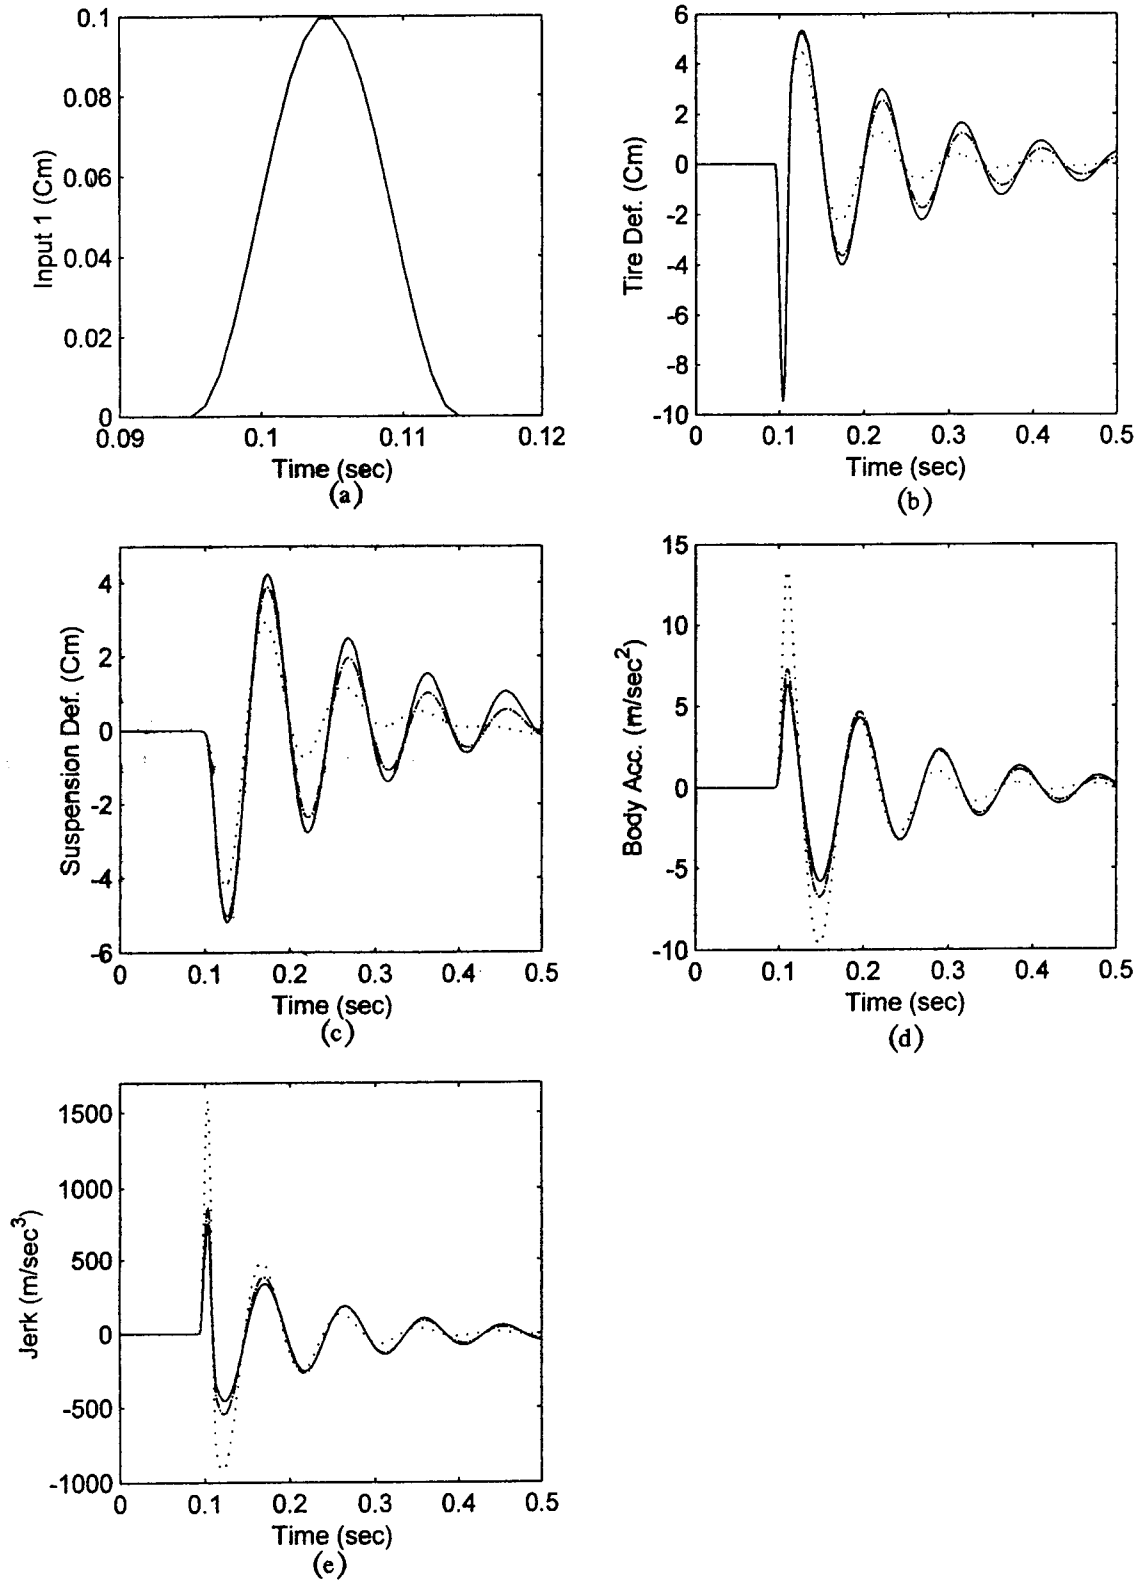 0.1
0.08
0.06
0.04
0.02
0
Input 1 (Cm)
0.09 0.1 0.11 0.12
Time (sec)
(a)
6
4
2
0
-2
-4
-6
-8
-10
Tire Def. (Cm)
0 0.1 0.2 0.3 0.4 0.5
Time (sec)
(b)
4
2
0
-2
-4
-6
Suspension Def. (Cm)
0 0.1 0.2 0.3 0.4 0.5
Time (sec)
(c)
15
10
5
0
-5
-10
Body Acc. (m/sec²)
0 0.1 0.2 0.3 0.4 0.5
Time (sec)
(d)
1500
1000
500
0
-500
-1000
Jerk (m/sec³)
0 0.1 0.2 0.3 0.4 0.5
Time (sec)
(e)